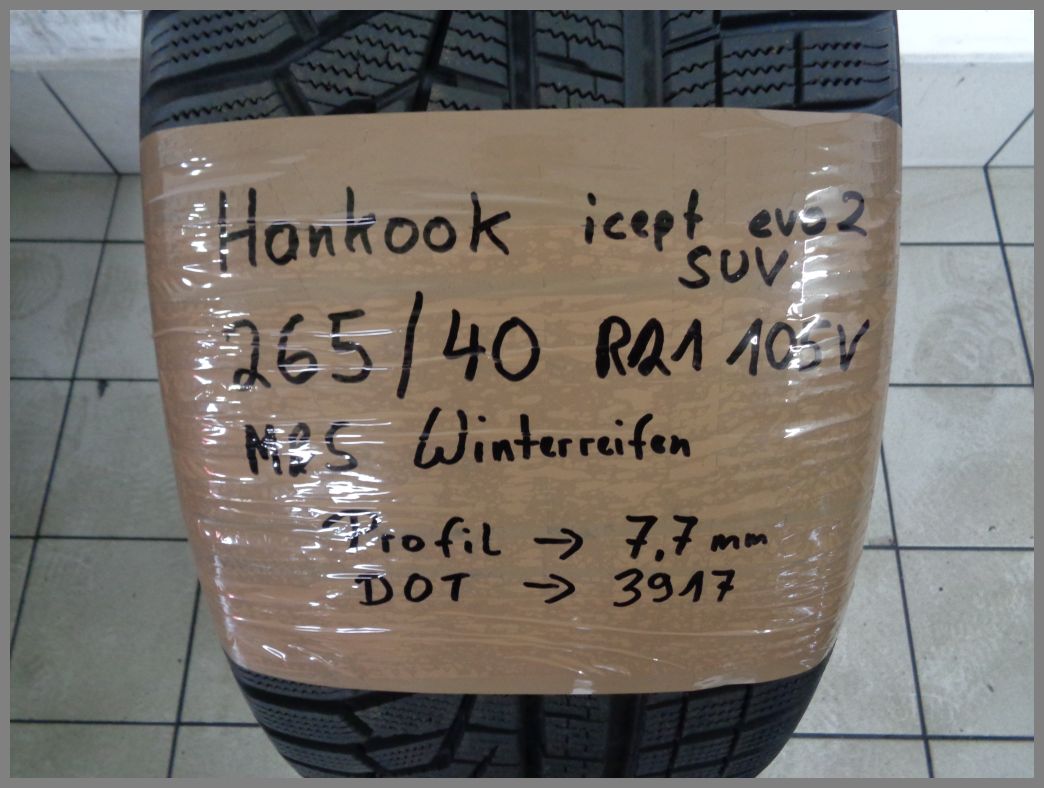 Hankook icept evo2
SUV
265/40 R21 105V
M&S Winterreifen
Profil → 7,7 mm
DOT → 3917